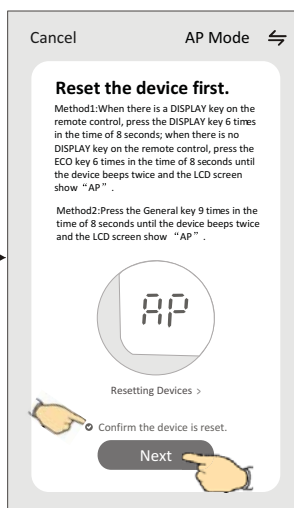 Cancel AP Mode
Reset the device first.
Method1:When there is a DISPLAY key on the
remote control, press the DISPLAY key 6 times
in the time of 8 seconds; when there is no
DISPLAY key on the remote control, press the
ECO key 6 times in the time of 8 seconds until
the device beeps twice and the LCD screen
show “AP”.
Method2:Press the General key 9 times in the
time of 8 seconds until the device beeps twice
and the LCD screen show “AP”.
AP
Resetting Devices >
Confirm the device is reset.
Next